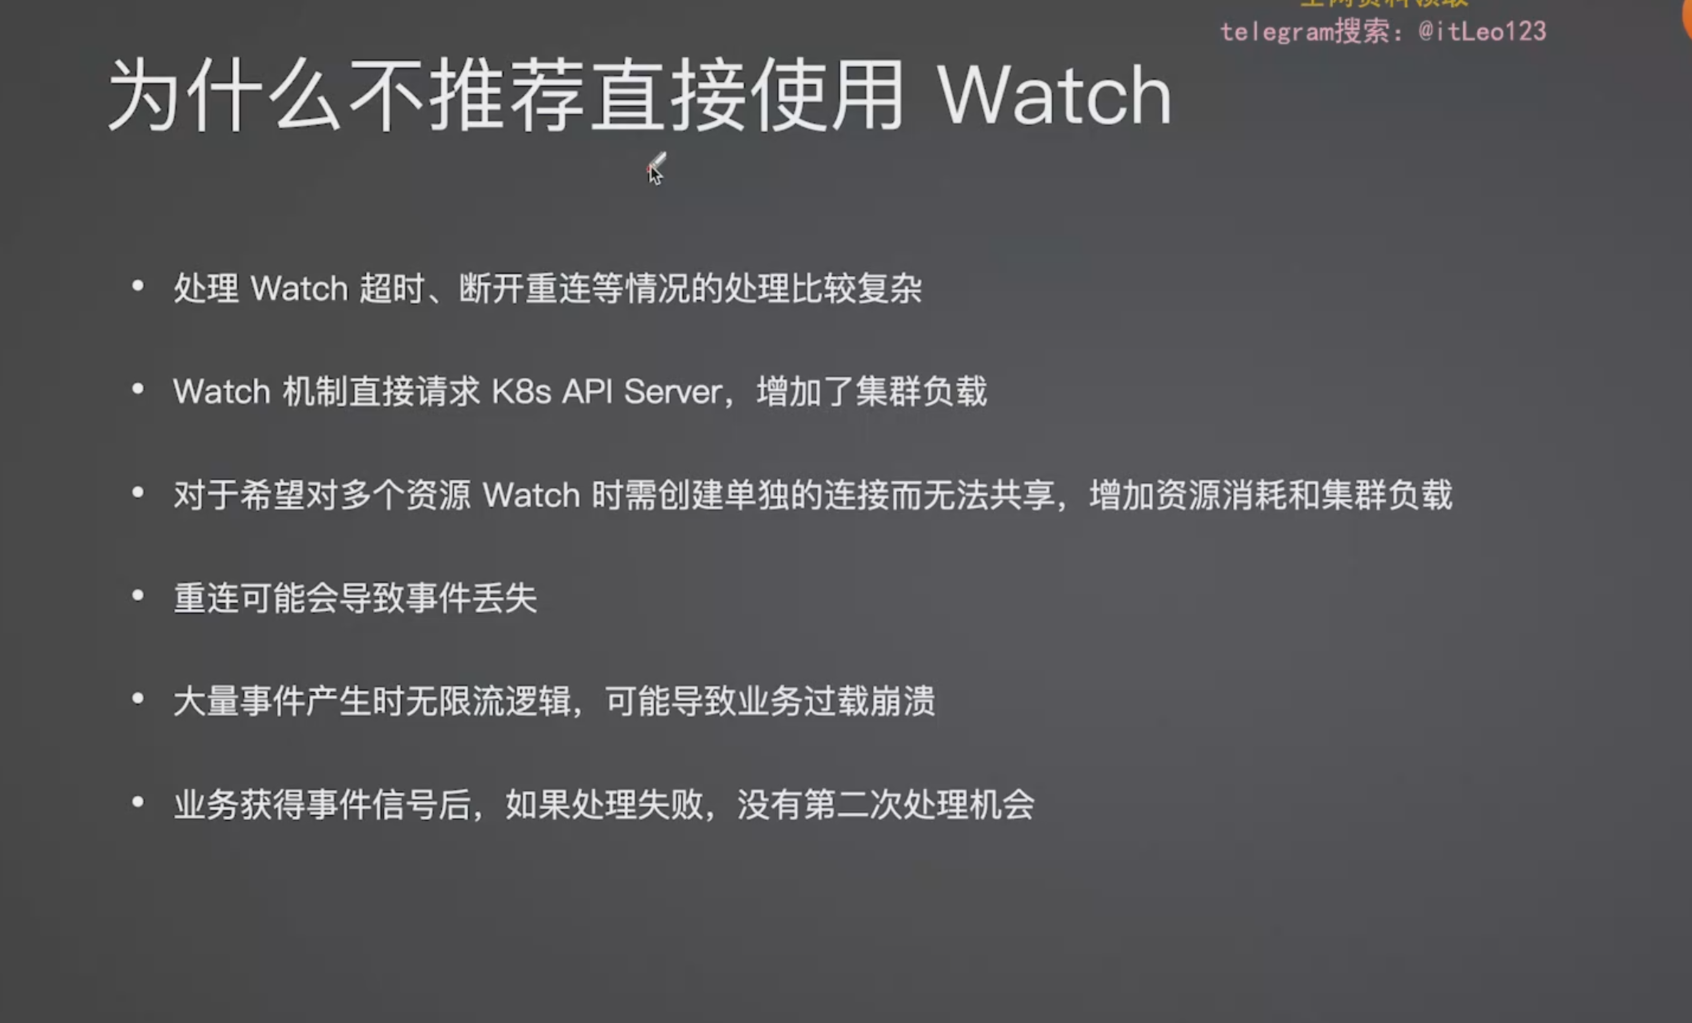 telegram搜索：@itLeo123
为什么不推荐直接使用 Watch
• 处理 Watch 超时、断开重连等情况的处理比较复杂
• Watch 机制直接请求 K8s API Server，增加了集群负载
• 对于希望对多个资源 Watch 时需创建单独的连接而无法共享，增加资源消耗和集群负载
• 重连可能会导致事件丢失
• 大量事件产生时无限流逻辑，可能导致业务过载崩溃
• 业务获得事件信号后，如果处理失败，没有第二次处理机会